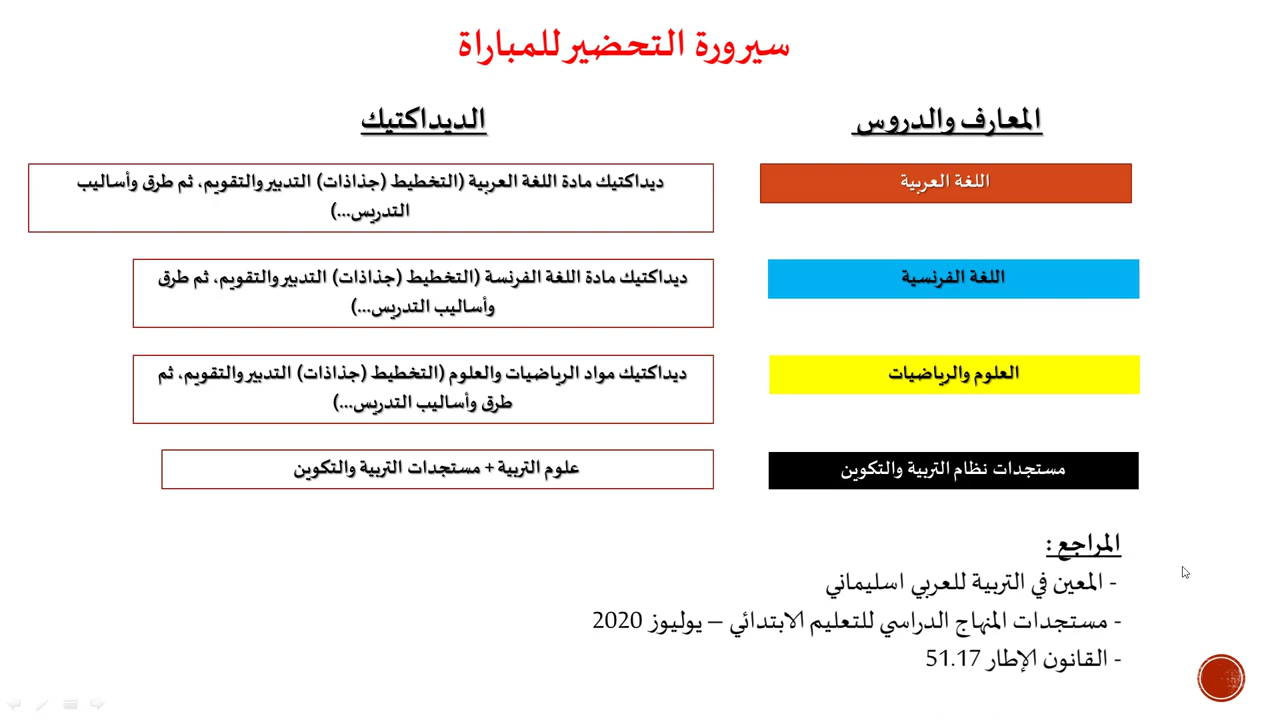 سيرورة التحضير للمباراة
المعارف والدروس
الديداكتيك
اللغة العربية
ديداكتيك مادة اللغة العربية (التخطيط (جذاذات) التدبير والتقويم، ثم طرق وأساليب
التدريس...)
اللغة الفرنسية
ديداكتيك مادة اللغة الفرنسة (التخطيط (جذاذات) التدبير والتقويم، ثم طرق
وأساليب التدريس...)
العلوم والرياضيات
ديداكتيك مواد الرياضيات والعلوم (التخطيط (جذاذات) التدبير والتقويم، ثم
طرق وأساليب التدريس...)
مستجدات نظام التربية والتكوين
علوم التربية + مستجدات التربية والتكوين
المراجع :
- المعين في التربية للعربي اسليماني
- مستجدات المنهاج الدراسي للتعليم الابتدائي – يوليوز 2020
- القانون الإطار 51.17